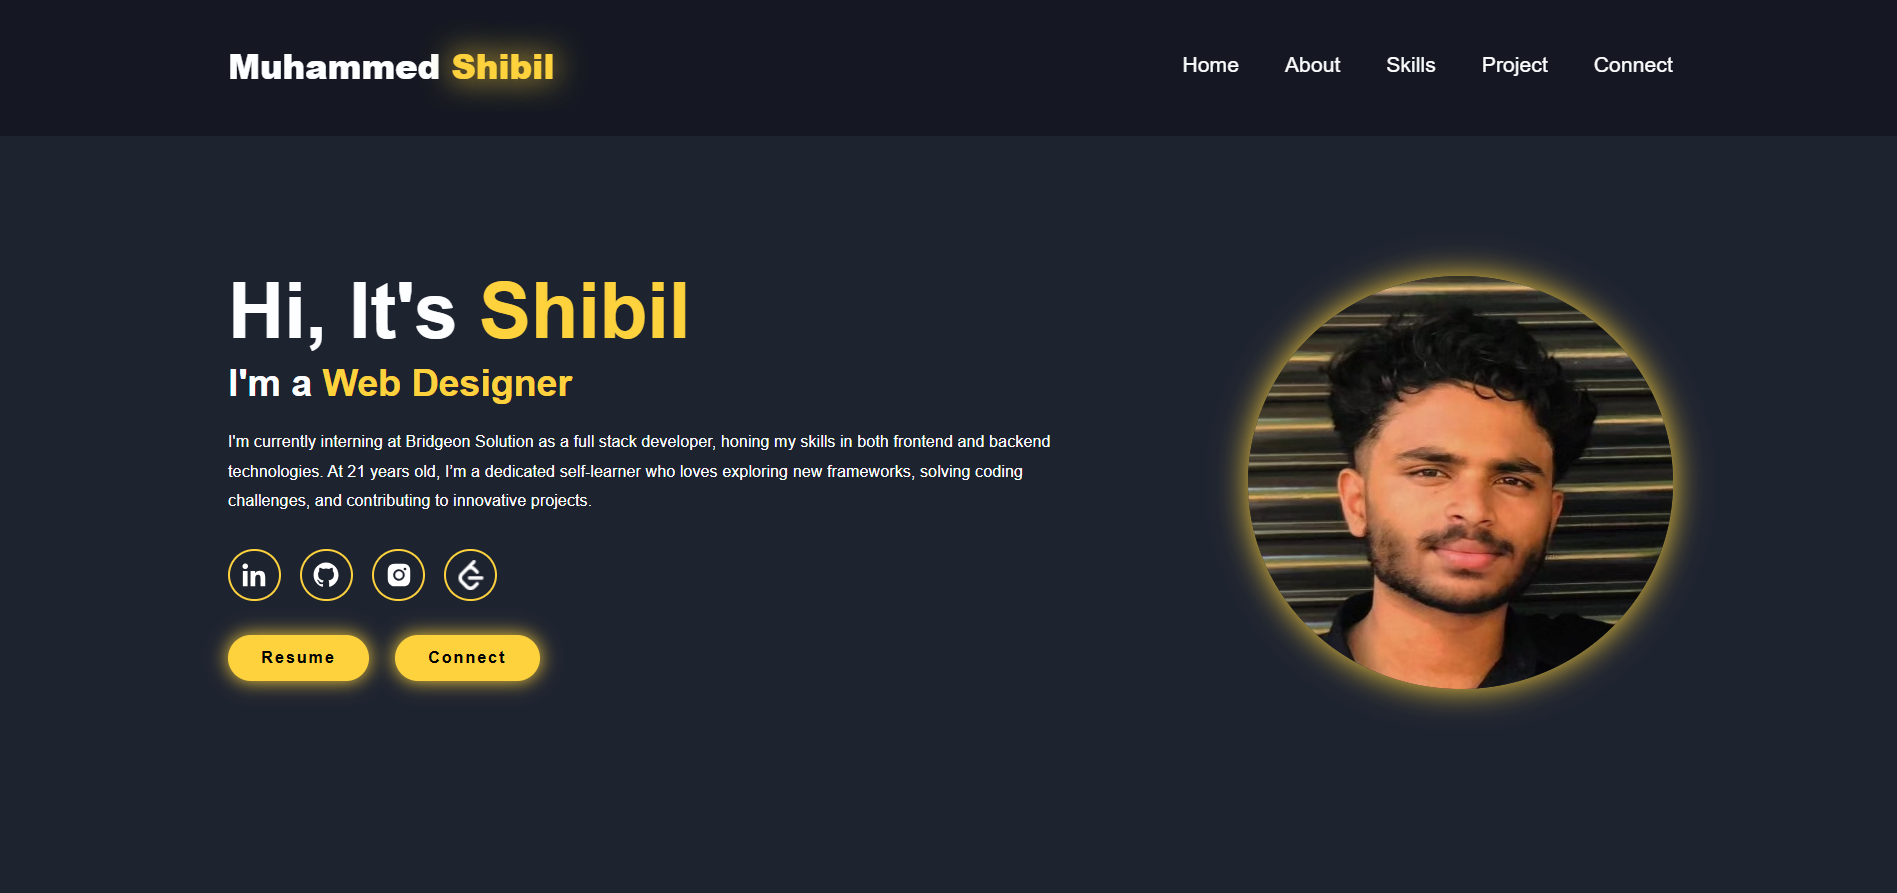 Muhammed Shibil
Home About Skills Project Connect
Hi, It's Shibil
I'm a Web Designer
I'm currently interning at Bridgeon Solution as a full stack developer, honing my skills in both frontend and backend
technologies. At 21 years old, I'm a dedicated self-learner who loves exploring new frameworks, solving coding
challenges, and contributing to innovative projects.
in
Resume Connect